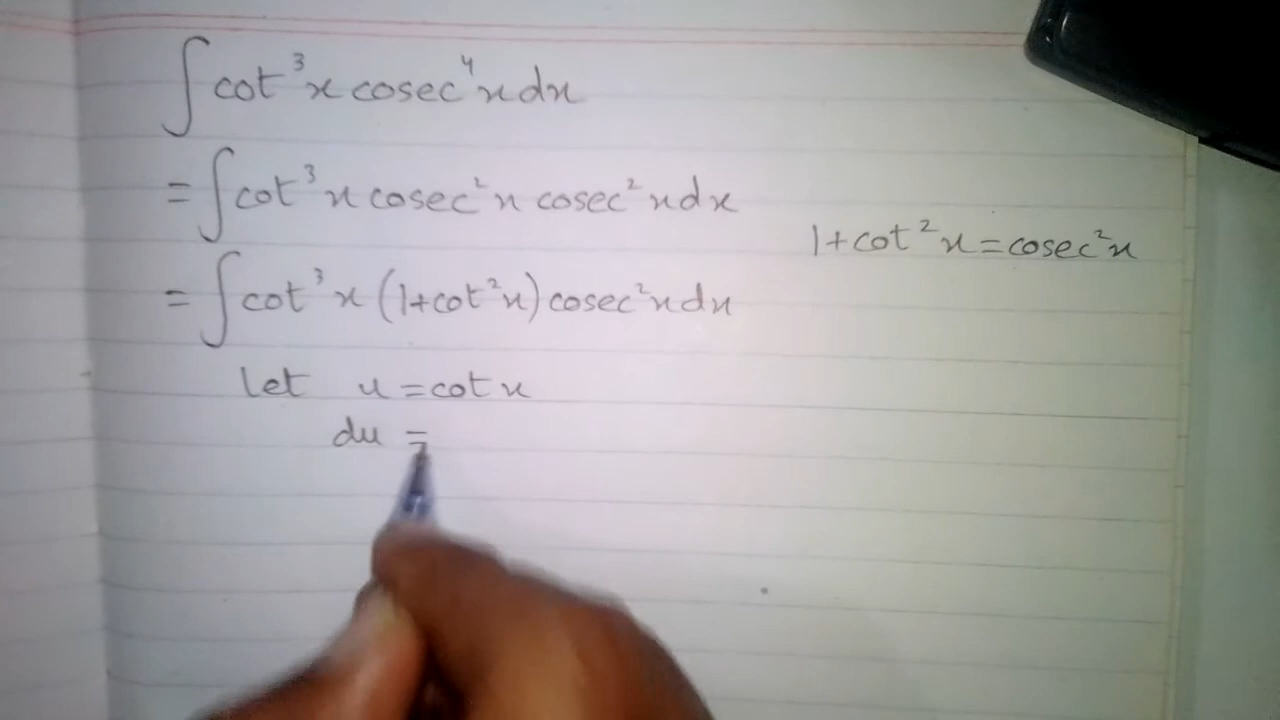 ∫ cot³x cosec⁴x dx
= ∫ cot³x cosec²x cosec²x dx
1 + cot²x = cosec²x
= ∫ cot³x (1 + cot²x) cosec²x dx
Let u = cot x
du =